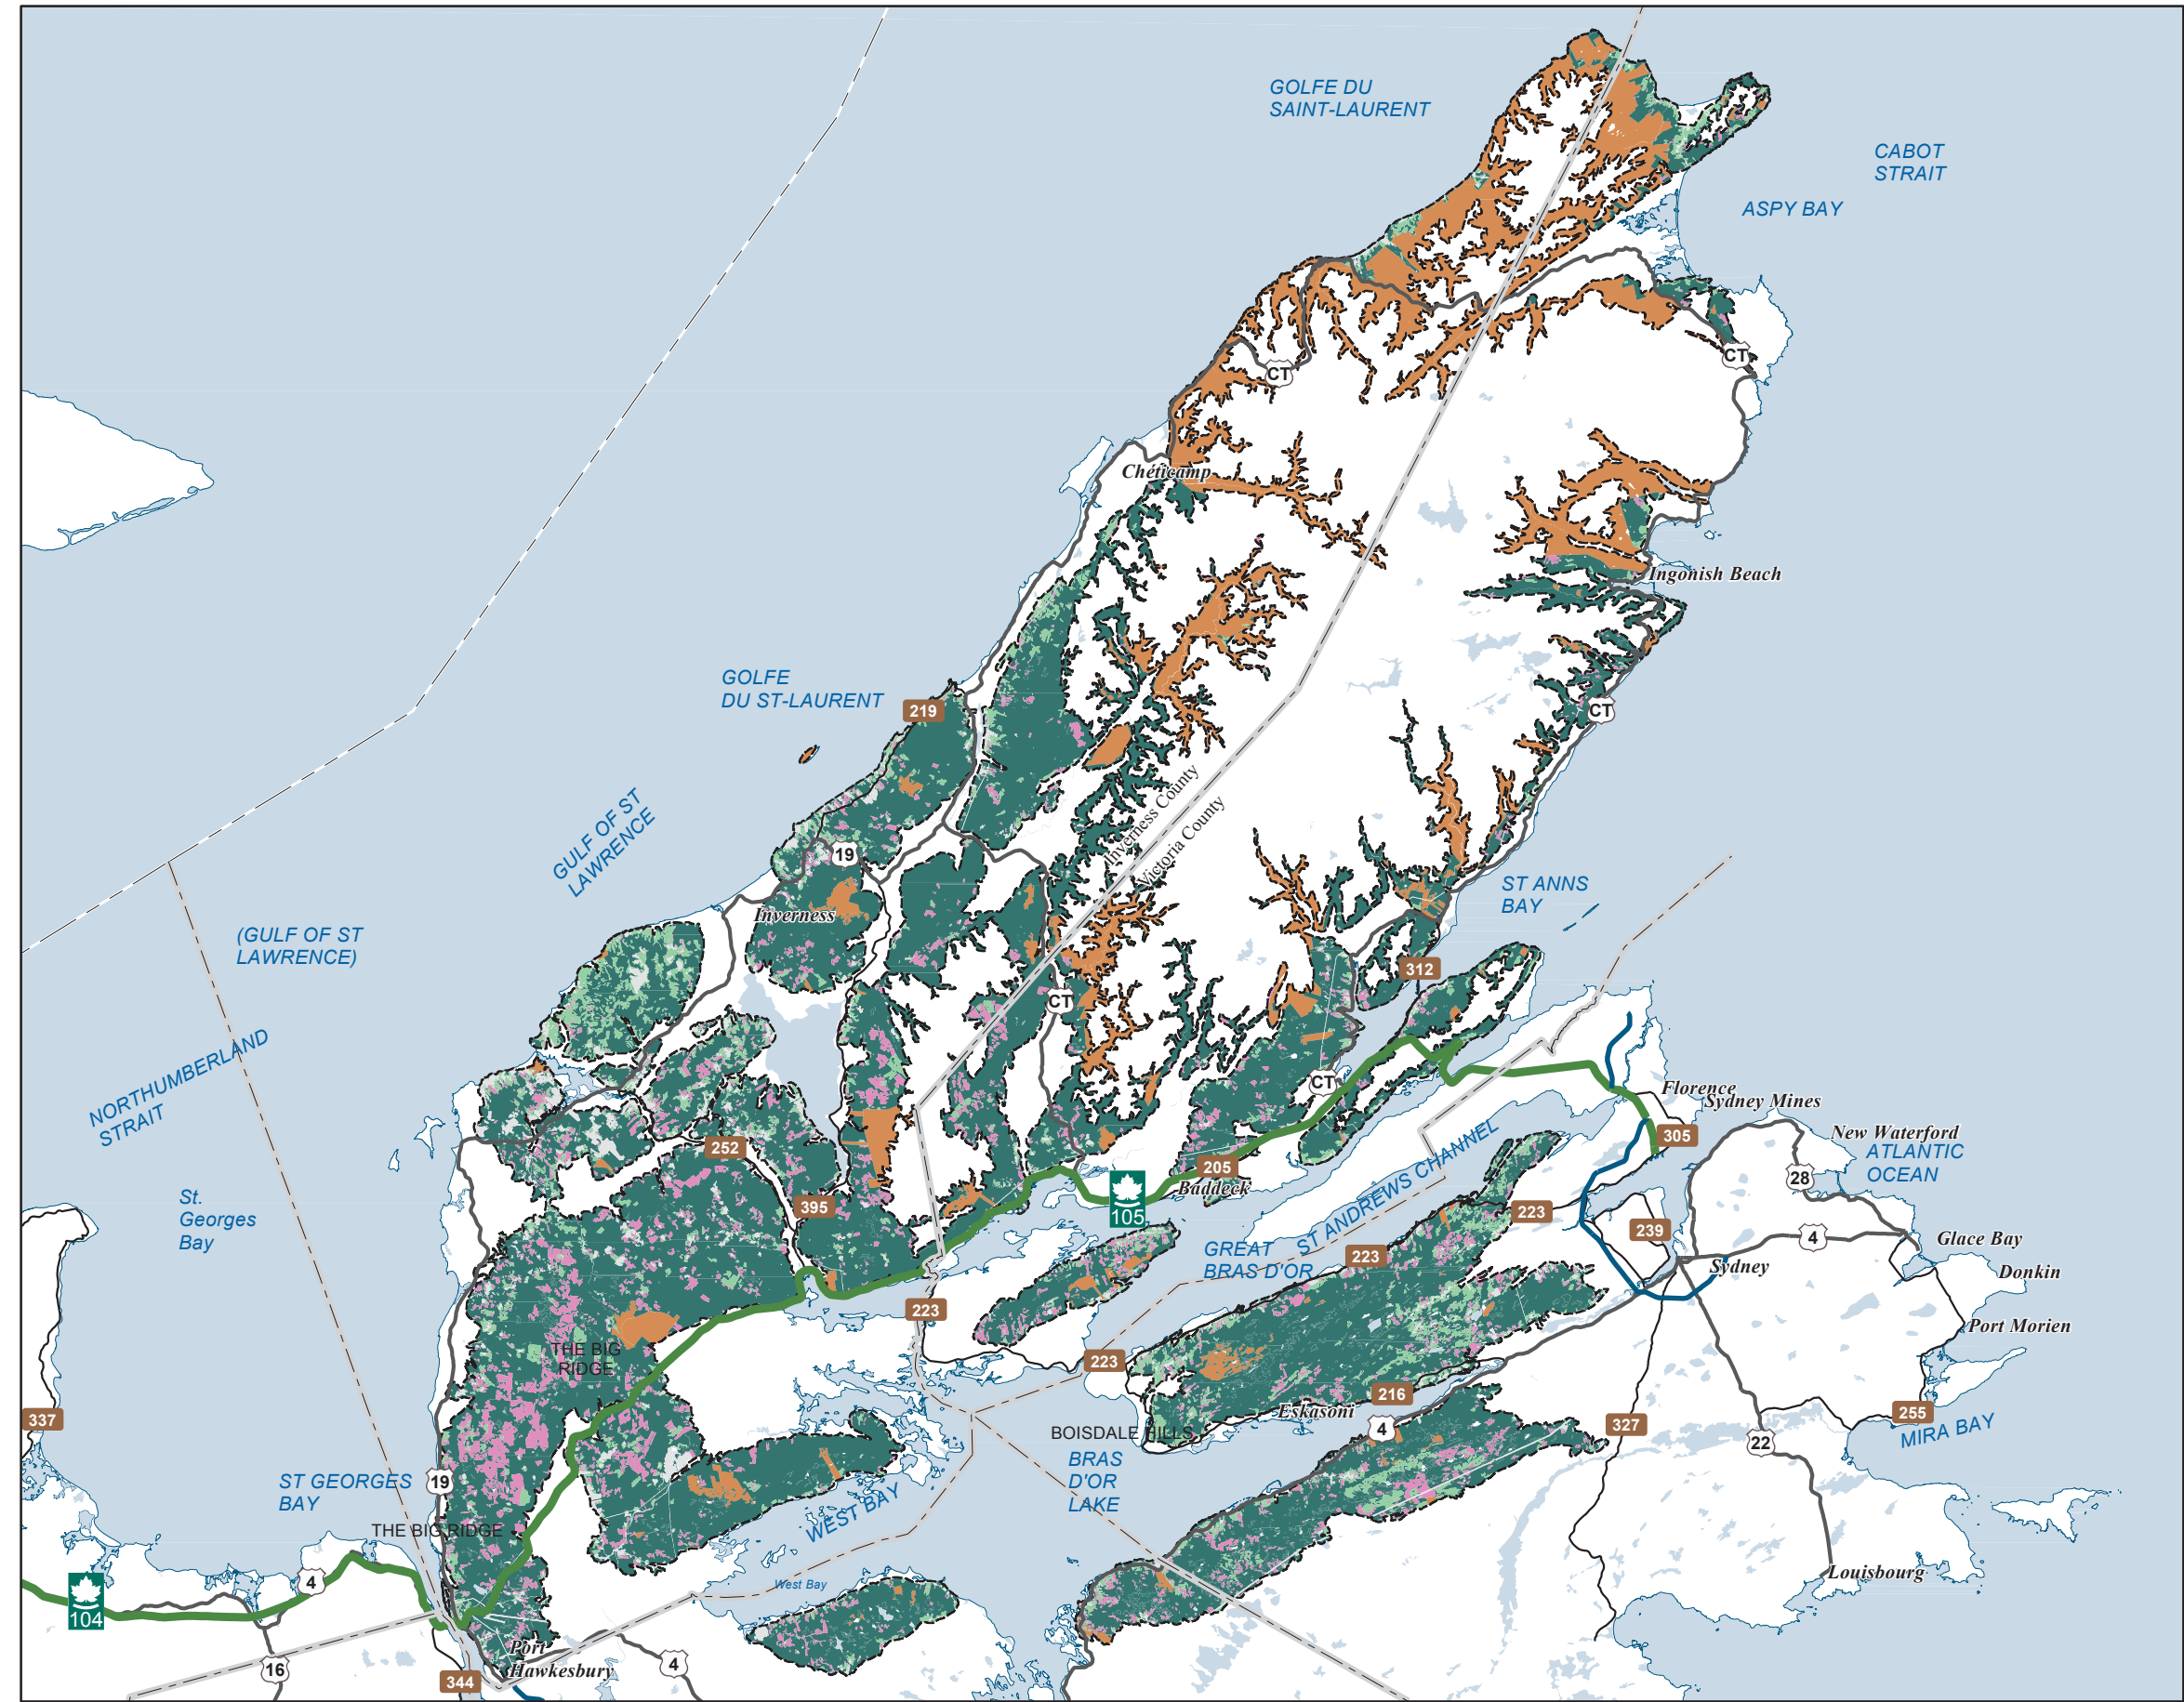 GOLFE DU
SAINT-LAURENT
CABOT
STRAIT
ASPY BAY
CT
CT
Chéticamp
Ingonish Beach
GOLFE
DU ST-LAURENT
219
CT
Inverness County
Victoria County
GULF OF ST
LAWRENCE
19
ST ANNS
BAY
Inverness
(GULF OF ST
LAWRENCE)
312
CT
NORTHUMBERLAND
STRAIT
CT
Florence
Sydney Mines
305
New Waterford
ATLANTIC
OCEAN
252
205
Baddeck
28
105
St.
Georges
Bay
395
ST ANDREWS CHANNEL
223
239
4
Glace Bay
GREAT
BRAS D'OR
223
Sydney
Donkin
223
Port Morien
THE BIG
RIDGE
223
216
337
Eskasoni
255
BOISDALE HILLS
4
327
22
MIRA BAY
BRAS
D'OR
LAKE
19
ST GEORGES
BAY
WEST BAY
THE BIG RIDGE
4
West Bay
Louisbourg
104
Port
Hawkesbury
16
4
344